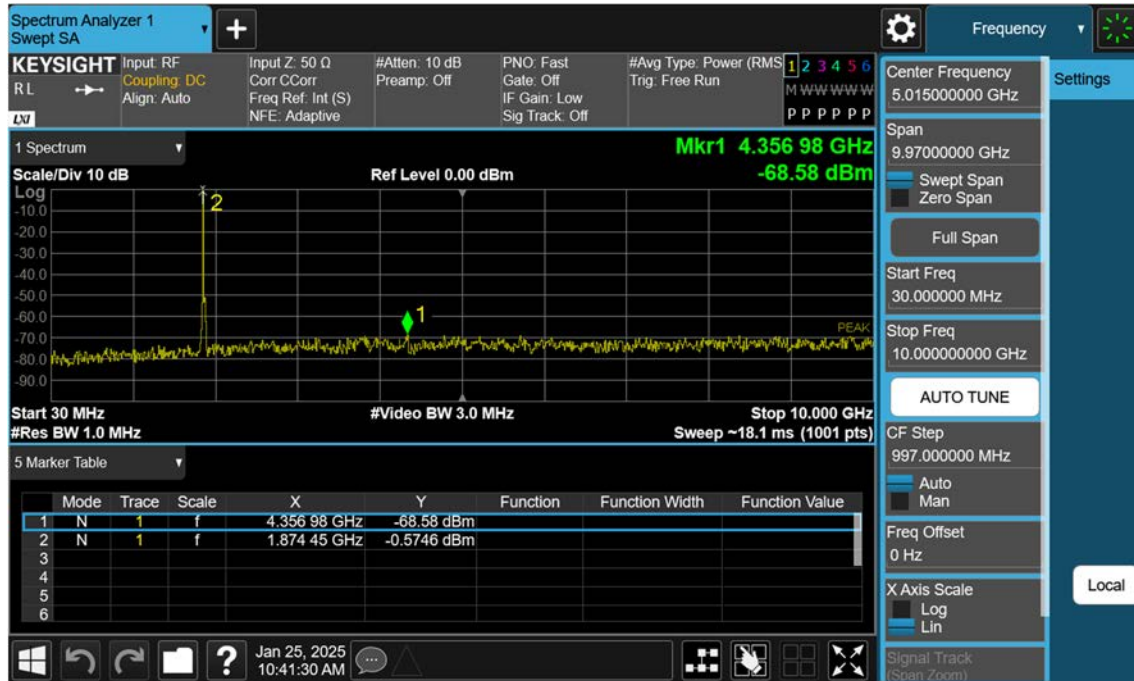 Spectrum Analyzer 1
Swept SA
+
Frequency
KEYSIGHT
RL
LXI
Input: RF
Coupling: DC
Align: Auto
Input Z: 50 Ω
Corr CCorr
Freq Ref: Int (S)
NFE: Adaptive
#Atten: 10 dB
Preamp: Off
PNO: Fast
Gate: Off
IF Gain: Low
Sig Track: Off
#Avg Type: Power (RMS
Trig: Free Run
1 2 3 4 5 6
M W W W W W
P P P P P P
1 Spectrum
Mkr1 4.356 98 GHz
Scale/Div 10 dB
Ref Level 0.00 dBm
-68.58 dBm
Log
-10.0
-20.0
-30.0
-40.0
-50.0
-60.0
-70.0
-80.0
-90.0
2
1
PEAK
Start 30 MHz
#Video BW 3.0 MHz
Stop 10.000 GHz
#Res BW 1.0 MHz
Sweep ~18.1 ms (1001 pts)
5 Marker Table
Mode Trace Scale X Y Function Function Width Function Value
1 N 1 f 4.356 98 GHz -68.58 dBm
2 N 1 f 1.874 45 GHz -0.5746 dBm
3
4
5
6
?
Jan 25, 2025
10:41:30 AM
Center Frequency
5.015000000 GHz
Span
9.97000000 GHz
Swept Span
Zero Span
Full Span
Start Freq
30.000000 MHz
Stop Freq
10.000000000 GHz
AUTO TUNE
CF Step
997.000000 MHz
Auto
Man
Freq Offset
0 Hz
X Axis Scale
Log
Lin
Signal Track
(Span Zoom)
Settings
Local